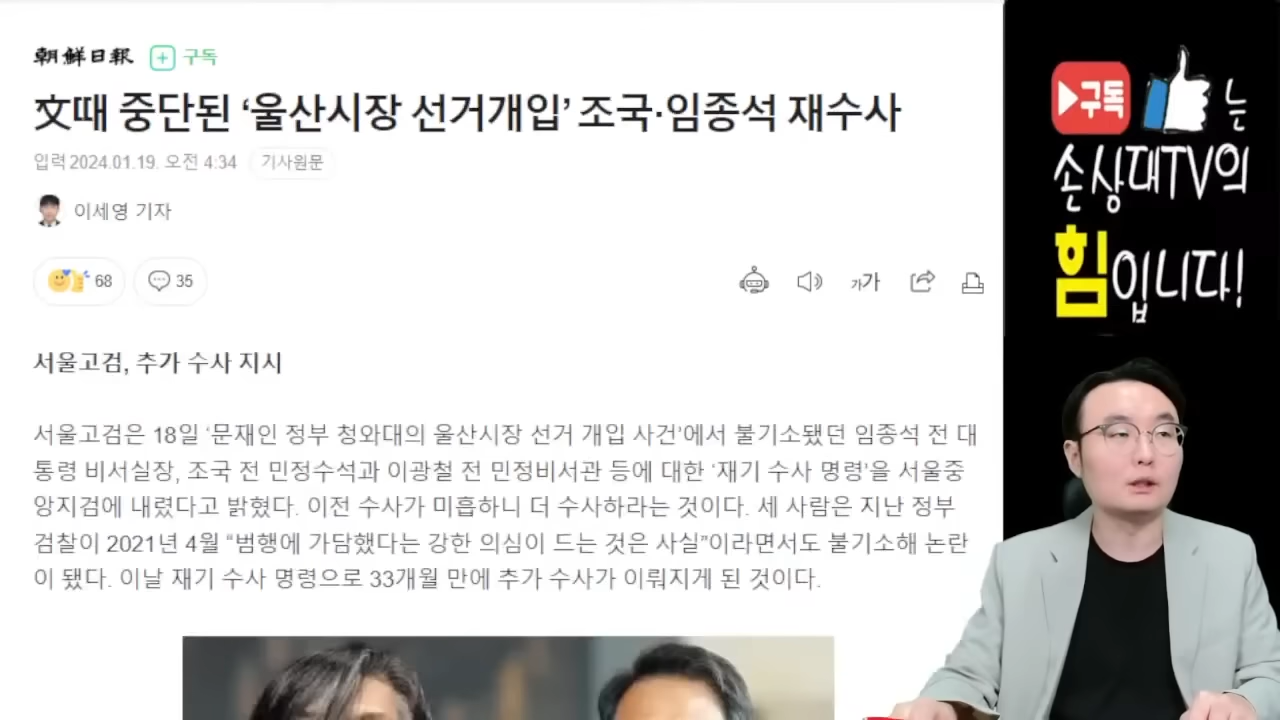 朝鮮日報 구독
文때 중단된 ‘울산시장 선거개입’ 조국·임종석 재수사
입력 2024.01.19. 오전 4:34 기사원문
이세영 기자
68 35 가가
서울고검, 추가 수사 지시
서울고검은 18일 ‘문재인 정부 청와대의 울산시장 선거 개입 사건’에서 불기소됐던 임종석 전 대
통령 비서실장, 조국 전 민정수석과 이광철 전 민정비서관 등에 대한 ‘재기 수사 명령’을 서울중
앙지검에 내렸다고 밝혔다. 이전 수사가 미흡하니 더 수사하라는 것이다. 세 사람은 지난 정부
검찰이 2021년 4월 “범행에 가담했다는 강한 의심이 드는 것은 사실”이라면서도 불기소해 논란
이 됐다. 이날 재기 수사 명령으로 33개월 만에 추가 수사가 이뤄지게 된 것이다.
구독 는
손상대TV의
힘입니다!